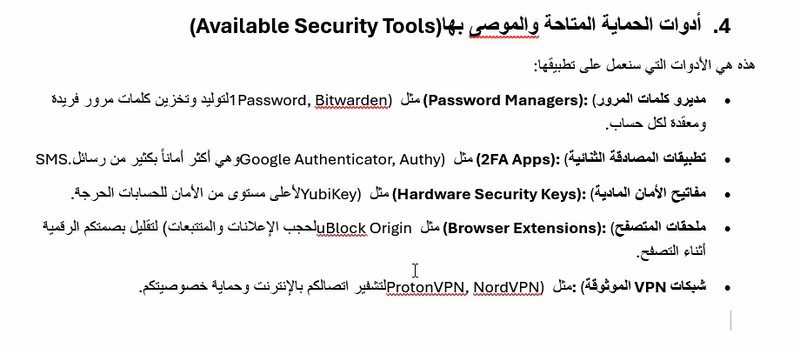 4. أدوات الحماية المتاحة والموصى بها(Available Security Tools)
هذه هي الأدوات التي سنعمل على تطبيقها:
• مديرو كلمات المرور (Password Managers): مثل (1Password, Bitwarden لتوليد وتخزين كلمات مرور فريدة
ومعقدة لكل حساب.
• تطبيقات المصادقة الثنائية (2FA Apps): مثل (Google Authenticator, Authy وهي أكثر أماناً بكثير من رسائل SMS.
• مفاتيح الأمان المادية (Hardware Security Keys): مثل (YubiKey لأعلى مستوى من الأمان للحسابات الحرجة.
• ملحقات المتصفح (Browser Extensions): مثل uBlock Origin لحجب الإعلانات والمتتبعات) لتقليل بصمتكم الرقمية
أثناء التصفح.
• شبكات VPN الموثوقة): مثل (ProtonVPN, NordVPN لتشفير اتصالكم بالإنترنت وحماية خصوصيتكم.